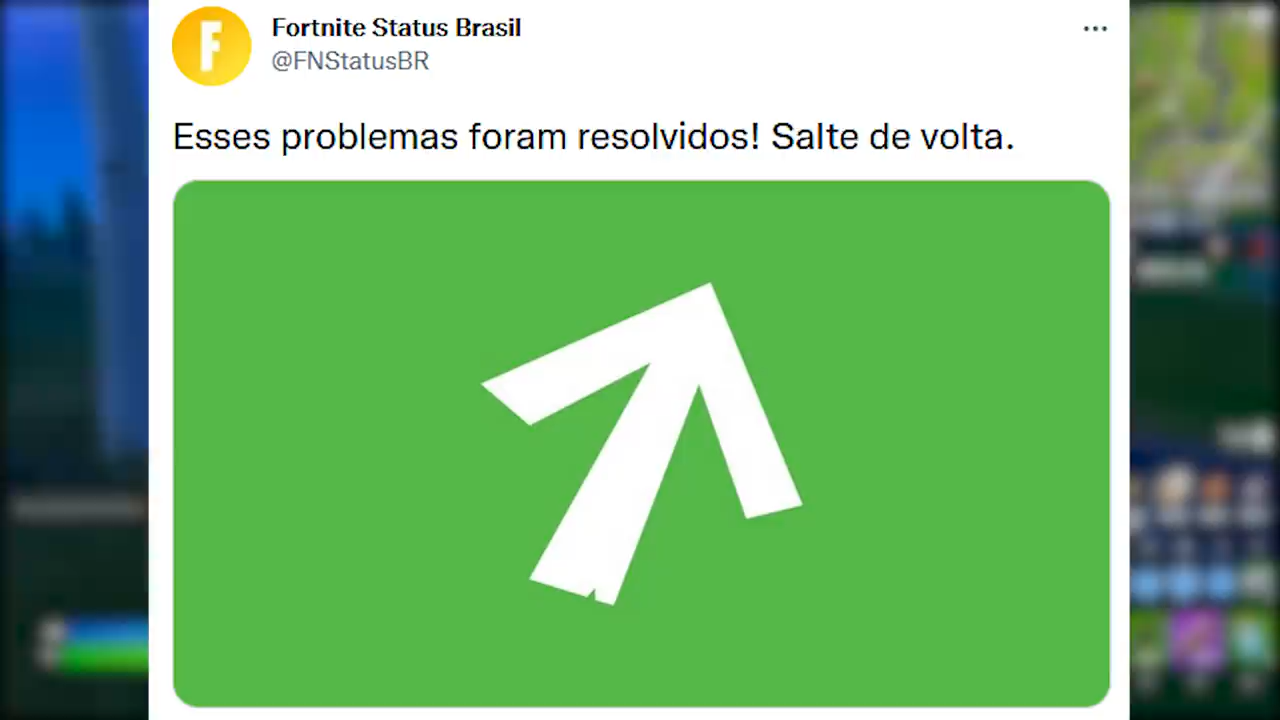 Fortnite Status Brasil
@FNStatusBR
Esses problemas foram resolvidos! Salte de volta.